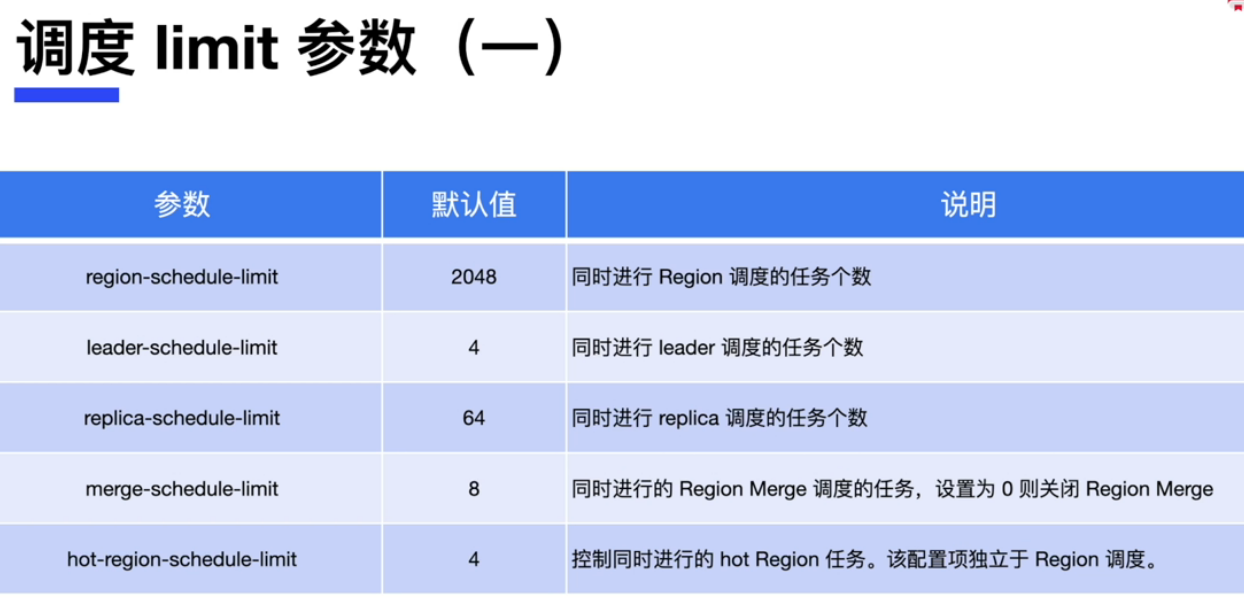 调度 limit 参数（一）
参数 默认值 说明
region-schedule-limit 2048 同时进行 Region 调度的任务个数
leader-schedule-limit 4 同时进行 leader 调度的任务个数
replica-schedule-limit 64 同时进行 replica 调度的任务个数
merge-schedule-limit 8 同时进行的 Region Merge 调度的任务，设置为 0 则关闭 Region Merge
hot-region-schedule-limit 4 控制同时进行的 hot Region 任务。该配置项独立于 Region 调度。